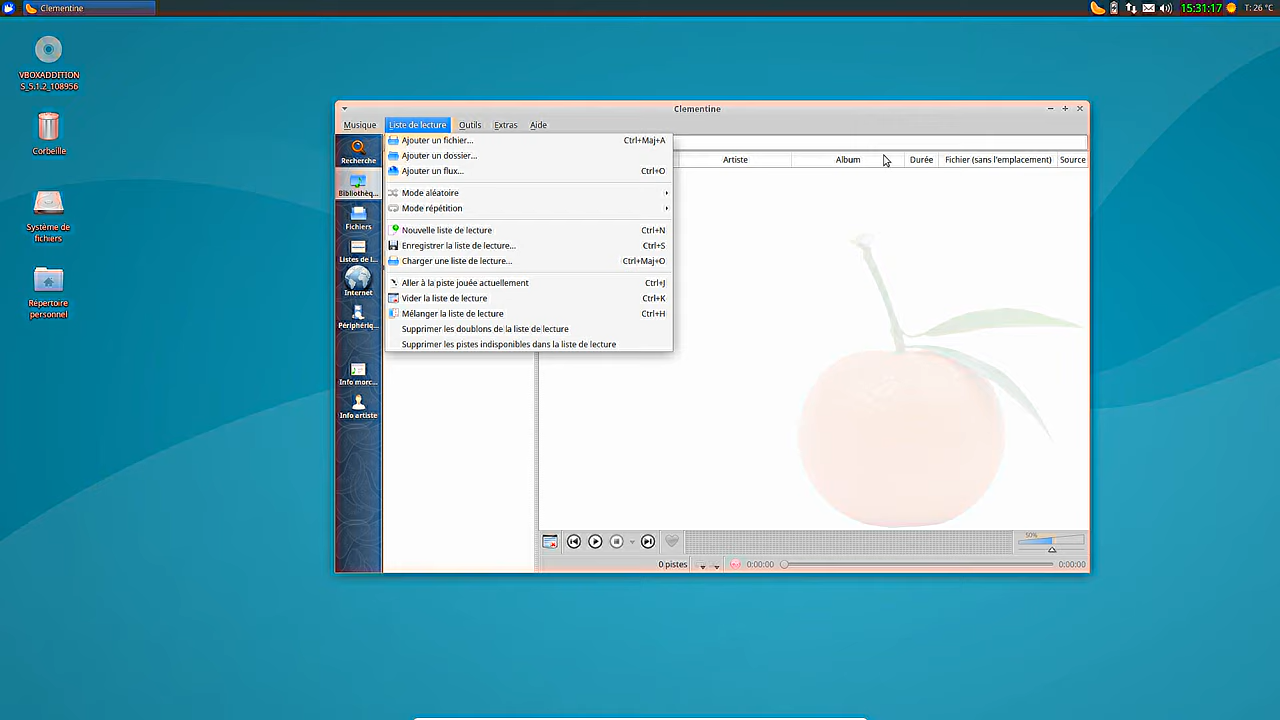 Clementine
15:31:17
T: 26 °C
VBOXADDITION
S_5.1.2_108956
Corbeille
Système de
fichiers
Répertoire
personnel
Clementine
Musique Liste de lecture Outils Extras Aide
Recherche
Bibliothèq...
Fichiers
Listes de l...
Internet
Périphériq...
Info morc...
Info artiste
Ajouter un fichier... Ctrl+Maj+A
Ajouter un dossier...
Ajouter un flux... Ctrl+O
Mode aléatoire
Mode répétition
Nouvelle liste de lecture Ctrl+N
Enregistrer la liste de lecture... Ctrl+S
Charger une liste de lecture... Ctrl+Maj+O
Aller à la piste jouée actuellement Ctrl+J
Vider la liste de lecture Ctrl+K
Mélanger la liste de lecture Ctrl+H
Supprimer les doublons de la liste de lecture
Supprimer les pistes indisponibles dans la liste de lecture
Artiste Album Durée Fichier (sans l'emplacement) Source
50%
0 pistes 0:00:00 0:00:00